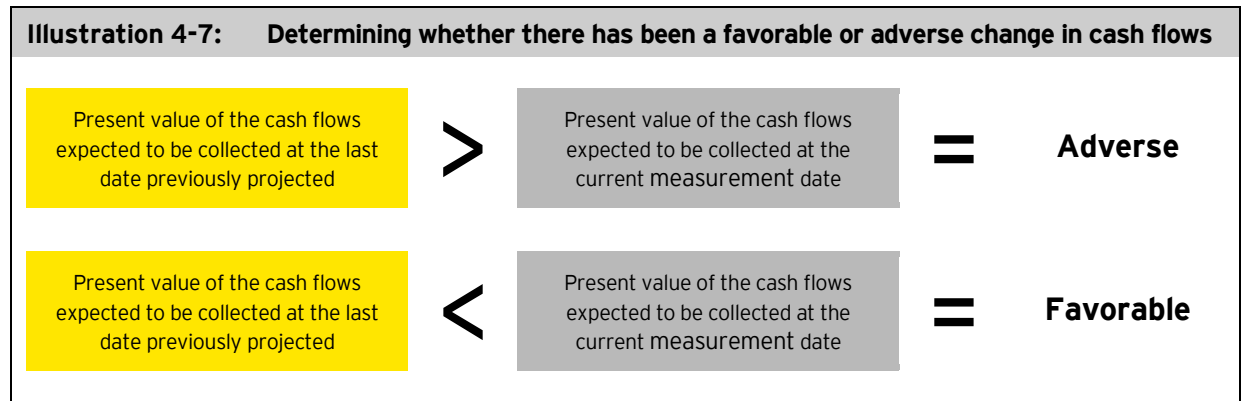 Illustration 4-7: Determining whether there has been a favorable or adverse change in cash flows
Present value of the cash flows
expected to be collected at the last
date previously projected
>
Present value of the cash flows
expected to be collected at the
current measurement date
=
Adverse
Present value of the cash flows
expected to be collected at the last
date previously projected
<
Present value of the cash flows
expected to be collected at the
current measurement date
=
Favorable